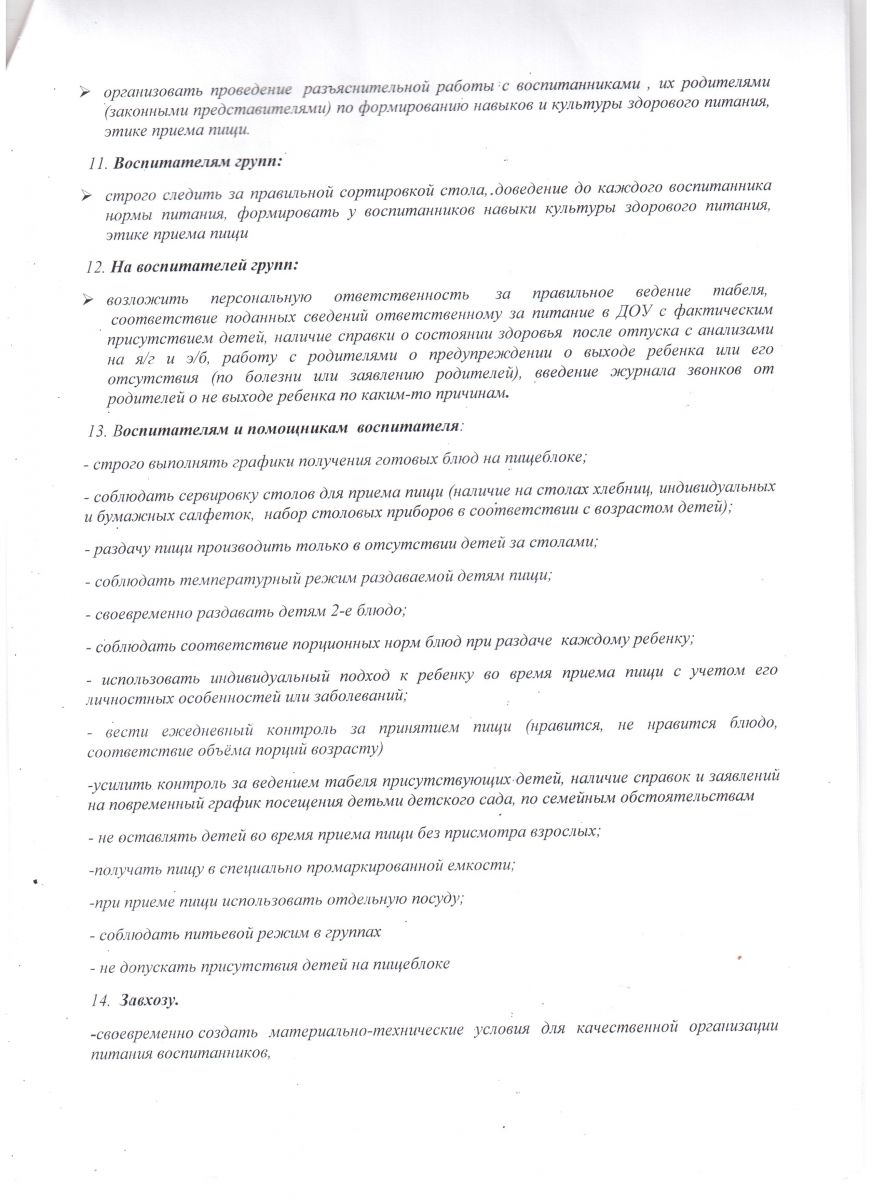 ➢ организовать проведение разъяснительной работы с воспитанниками , их родителями
(законными представителями) по формированию навыков и культуры здорового питания,
этике приема пищи.
11. Воспитателям групп:
➢ строго следить за правильной сортировкой стола,.доведение до каждого воспитанника
нормы питания, формировать у воспитанников навыки культуры здорового питания,
этике приема пищи
12. На воспитателей групп:
➢ возложить персональную ответственность за правильное ведение табеля,
соответствие поданных сведений ответственному за питание в ДОУ с фактическим
присутствием детей, наличие справки о состоянии здоровья после отпуска с анализами
на я/г и э/б, работу с родителями о предупреждении о выходе ребенка или его
отсутствия (по болезни или заявлению родителей), введение журнала звонков от
родителей о не выходе ребенка по каким-то причинам.
13. Воспитателям и помощникам воспитателя:
- строго выполнять графики получения готовых блюд на пищеблоке;
- соблюдать сервировку столов для приема пищи (наличие на столах хлебниц, индивидуальных
и бумажных салфеток, набор столовых приборов в соответствии с возрастом детей);
- раздачу пищи производить только в отсутствии детей за столами;
- соблюдать температурный режим раздаваемой детям пищи;
- своевременно раздавать детям 2-е блюдо;
- соблюдать соответствие порционных норм блюд при раздаче каждому ребенку;
- использовать индивидуальный подход к ребенку во время приема пищи с учетом его
личностных особенностей или заболеваний;
- вести ежедневный контроль за принятием пищи (нравится, не нравится блюдо,
соответствие объёма порций возрасту)
-усилить контроль за ведением табеля присутствующих детей, наличие справок и заявлений
на повременный график посещения детьми детского сада, по семейным обстоятельствам
- не оставлять детей во время приема пищи без присмотра взрослых;
-получать пищу в специально промаркированной емкости;
-при приеме пищи использовать отдельную посуду;
- соблюдать питьевой режим в группах
- не допускать присутствия детей на пищеблоке
14. Завхозу.
-своевременно создать материально-технические условия для качественной организации
питания воспитанников,